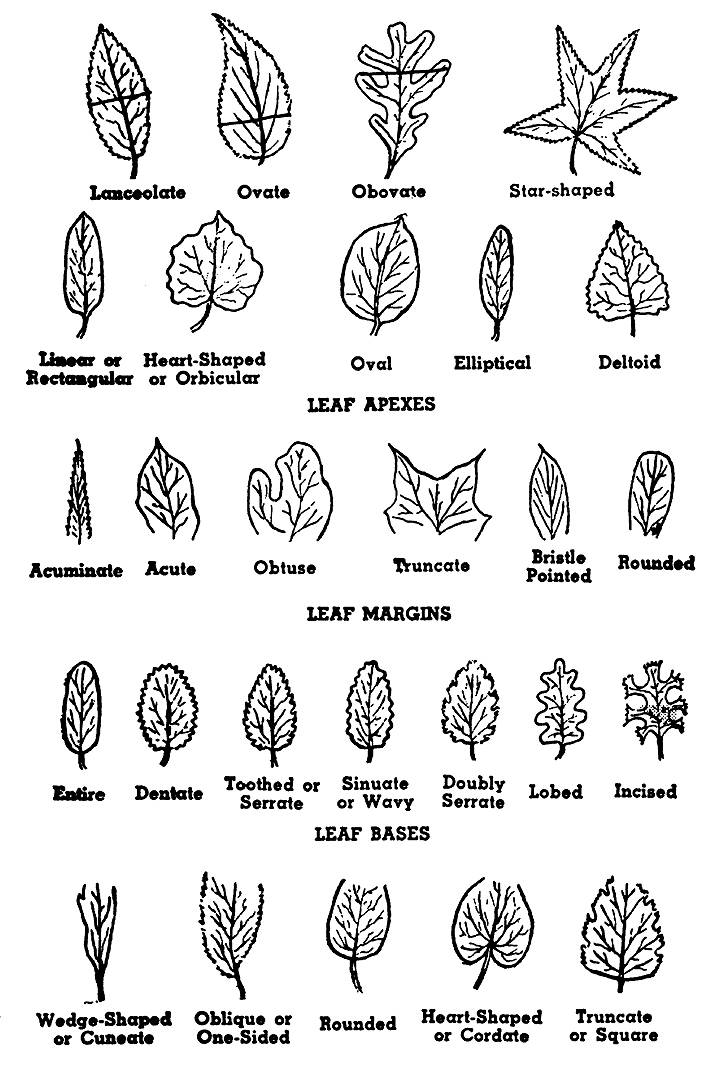 Lanceolate Ovate Obovate Star-shaped
Linear or Heart-Shaped Oval Elliptical Deltoid
Rectangular or Orbicular
LEAF APEXES
Acuminate Acute Obtuse Truncate Bristle Rounded
Pointed
LEAF MARGINS
Entire Dentate Toothed or Sinuate Doubly Lobed Incised
Serrate or Wavy Serrate
LEAF BASES
Wedge-Shaped Oblique or Rounded Heart-Shaped Truncate
or Cuneate One-Sided or Cordate or Square